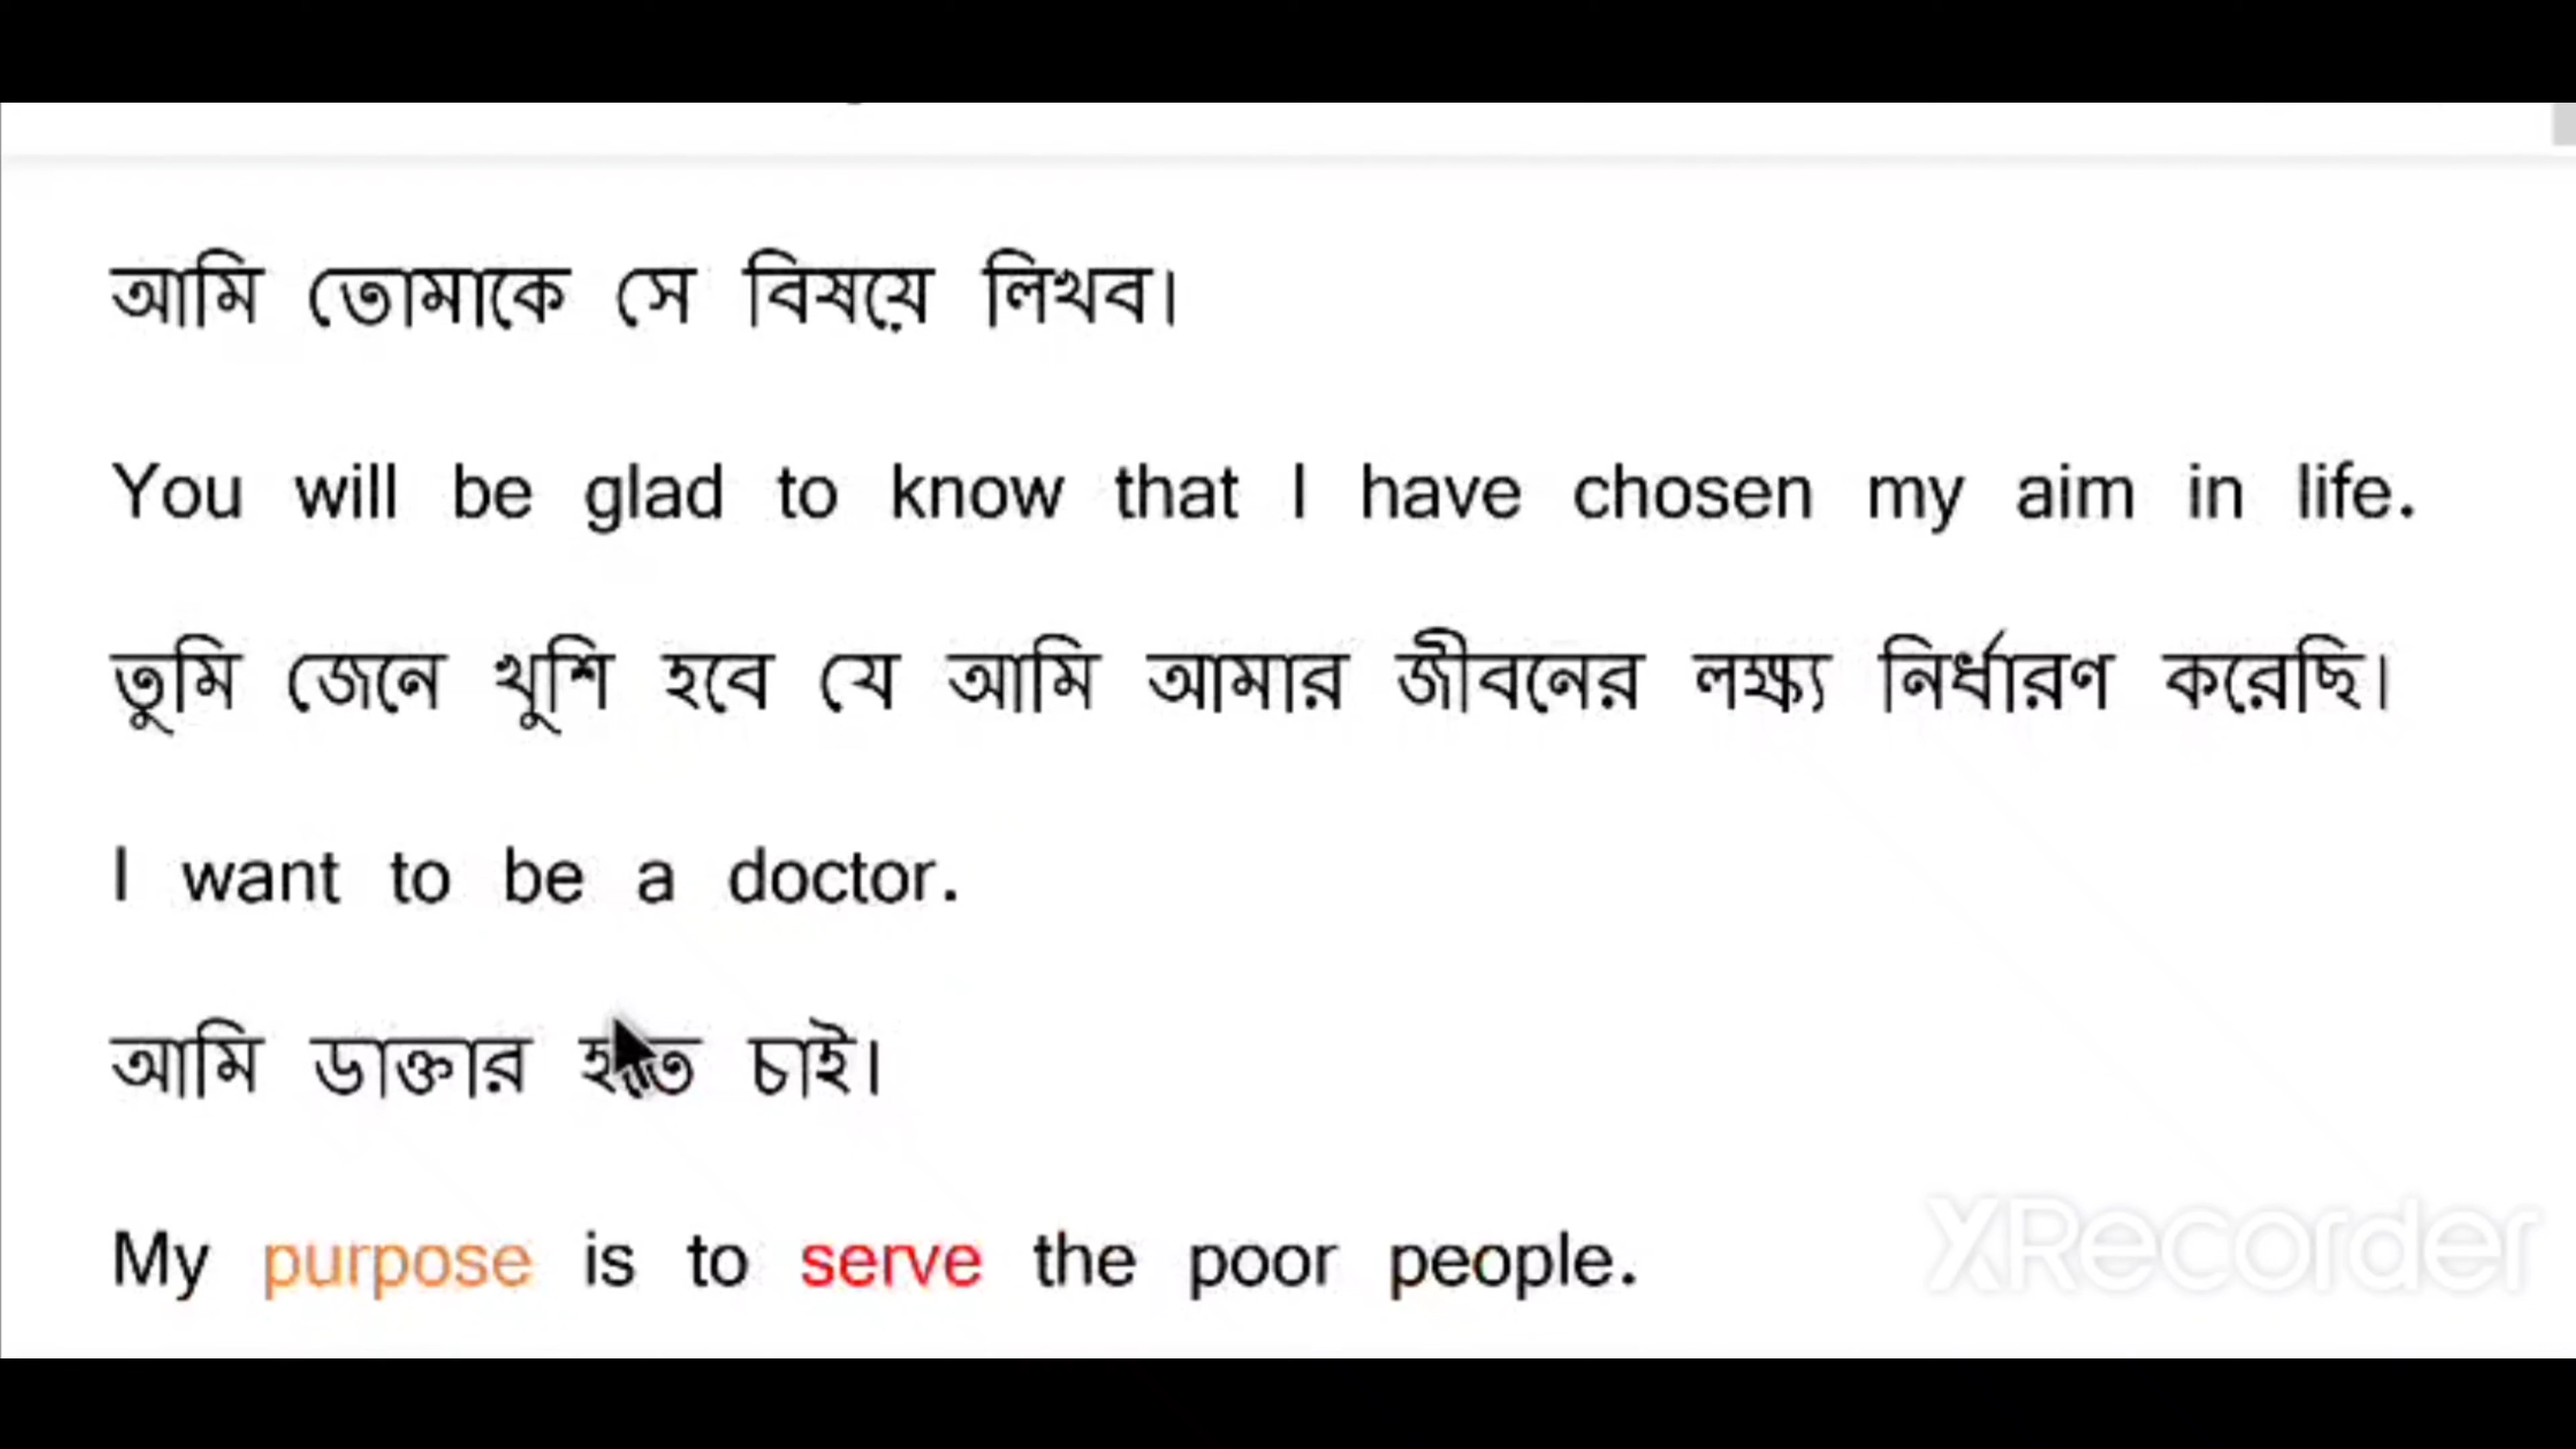 আমি তোমাকে সে বিষয়ে লিখব।
You will be glad to know that I have chosen my aim in life.
তুমি জেনে খুশি হবে যে আমি আমার জীবনের লক্ষ্য নির্ধারণ করেছি।
I want to be a doctor.
আমি ডাক্তার হতে চাই।
My purpose is to serve the poor people.
XRecorder